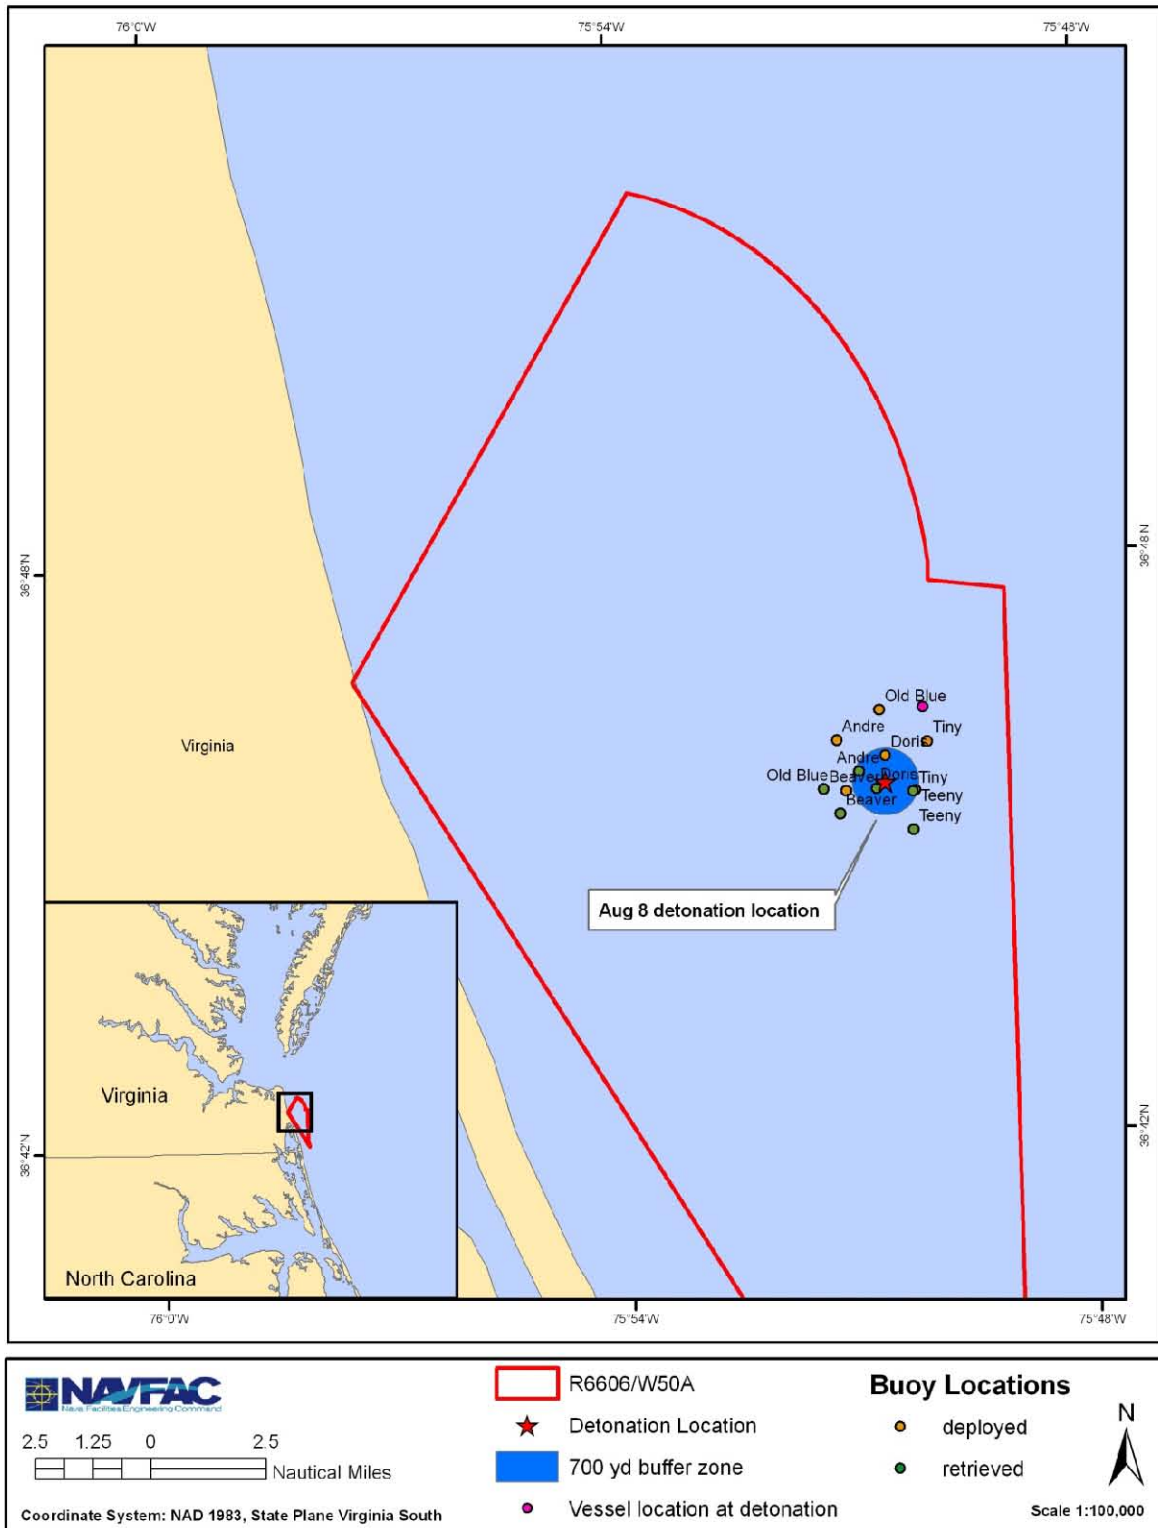 76°0'W 75°54'W 75°48'W
36°48'N
36°48'N
Old Blue
Andre Tiny
Doris
Virginia
Andre
Old Blue Beaver Doris Tiny
Beaver Teeny
Teeny
Aug 8 detonation location
Virginia
36°42'N
36°42'N
North Carolina
76°0'W 75°54'W 75°48'W
NAVFAC
Naval Facilities Engineering Command
2.5 1.25 0 2.5
Nautical Miles
Coordinate System: NAD 1983, State Plane Virginia South
R6606/W50A
Detonation Location
700 yd buffer zone
Vessel location at detonation
Buoy Locations
deployed
retrieved
N
Scale 1:100,000